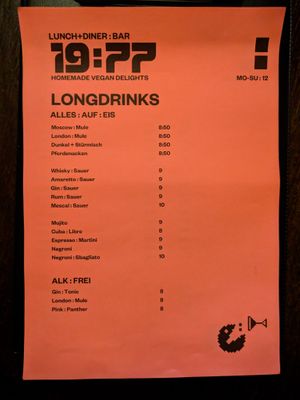 LUNCH+DINER : BAR
19:77
HOMEMADE VEGAN DELIGHTS
MO-SU : 12
LONGDRINKS
ALLES : AUF : EIS
Moscow : Mule 8:50
London : Mule 8:50
Dunkel + Stürmisch 8:50
Pferdenacken 8:50
Whisky : Sauer 9
Amaretto : Sauer 9
Gin : Sauer 9
Rum : Sauer 9
Mescal : Sauer 10
Mujito 9
Cuba : Libre 8
Espresso : Martini 9
Negroni 9
Negroni : Sbagliato 10
ALK : FREI
Gin : Tonic 8
London : Mule 8
Pink : Panther 8